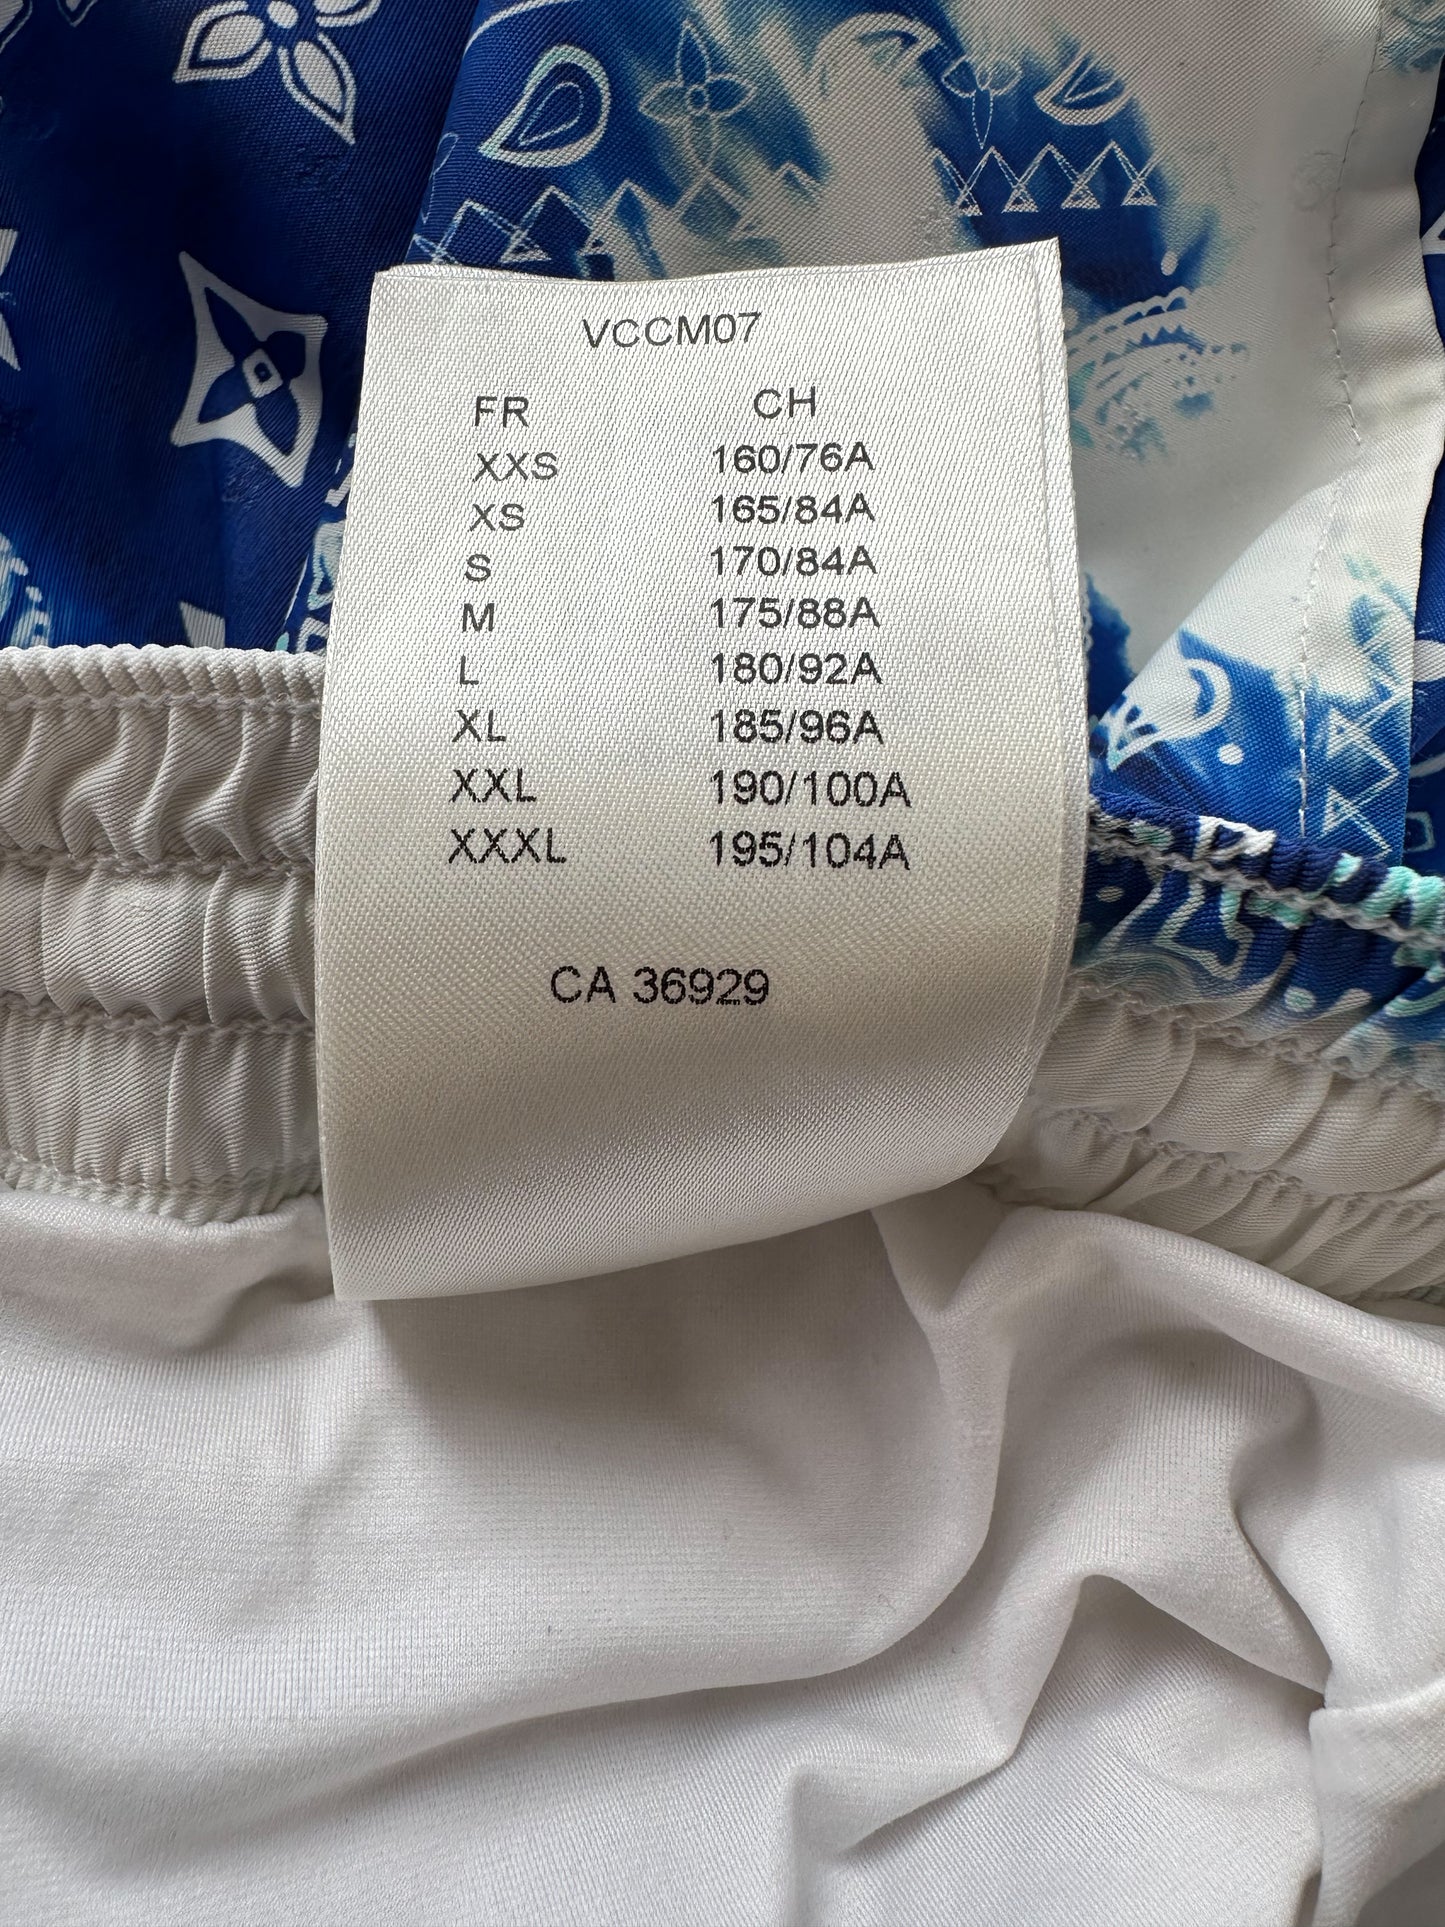 VCCM07
FR CH
XXS 160/76A
XS 165/84A
S 170/84A
M 175/88A
L 180/92A
XL 185/96A
XXL 190/100A
XXXL 195/104A
CA 36929